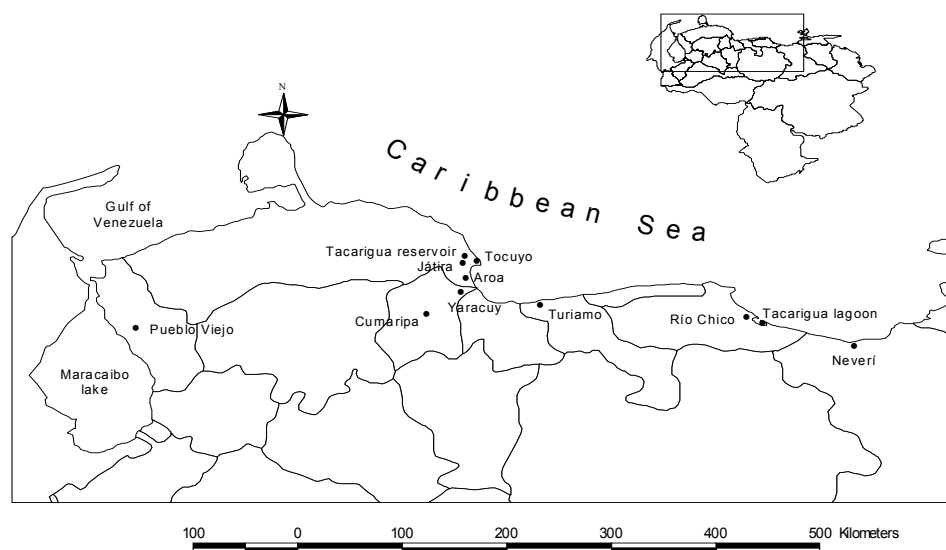 N
Caribbean Sea
Gulf of
Venezuela
Tacarigua reservoir
Tocuyo
Játira
Aroa
Yaracuy
Cumaripa
Turiamo
Pueblo Viejo
Río Chico
Tacarigua lagoon
Neverí
Maracaibo
lake
100 0 100 200 300 400 500 Kilometers